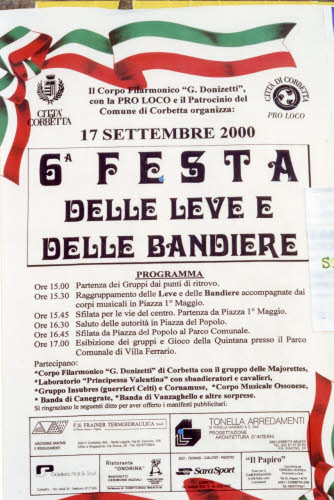 Il Corpo Filarmonico "G. Donizetti",
con la PRO LOCO e il Patrocinio del
Comune di Corbetta organizza:
CITTA'
CORBETTA
CITTÀ DI CORBETTA
PRO LOCO
17 SETTEMBRE 2000
6ª FESTA
DELLE LEVE E
DELLE BANDIERE
PROGRAMMA
Ore 15.00 Partenza dei Gruppi dai punti di ritrovo.
Ore 15.30 Raggruppamento delle Leve e delle Bandiere accompagnate dai
corpi musicali in Piazza 1° Maggio.
Ore 15.45 Sfilata per le vie del centro. Partenza da Piazza 1° Maggio.
Ore 16.30 Saluto delle autorità in Piazza del Popolo.
Ore 16.45 Sfilata da Piazza del Popolo al Parco Comunale.
Ore 17.00 Esibizione dei gruppi e Gioco della Quintana presso il Parco
Comunale di Villa Ferrario.
Partecipano:
*Corpo Filarmonico "G. Donizetti" di Corbetta con il gruppo delle Majorettes,
*Laboratorio "Principessa Valentina" con sbandieratori e cavalieri,
*Gruppo Insubres (guerrieri Celti) e Cornamuse, *Corpo Musicale Ossonese,
*Banda di Canegrate, *Banda di Vanzaghello e altre sorprese.
Si ringraziano le seguenti ditte per aver offerto i manifesti pubblicitari:
F.lli FRAINER TERMOIDRAULICA
TONELLA ARREDAMENTI
PROGETTAZIONE
ARCHITETTURA D'INTERNI
Ristorante
"ONONIMA"
SaraSport
"Il Papiro"